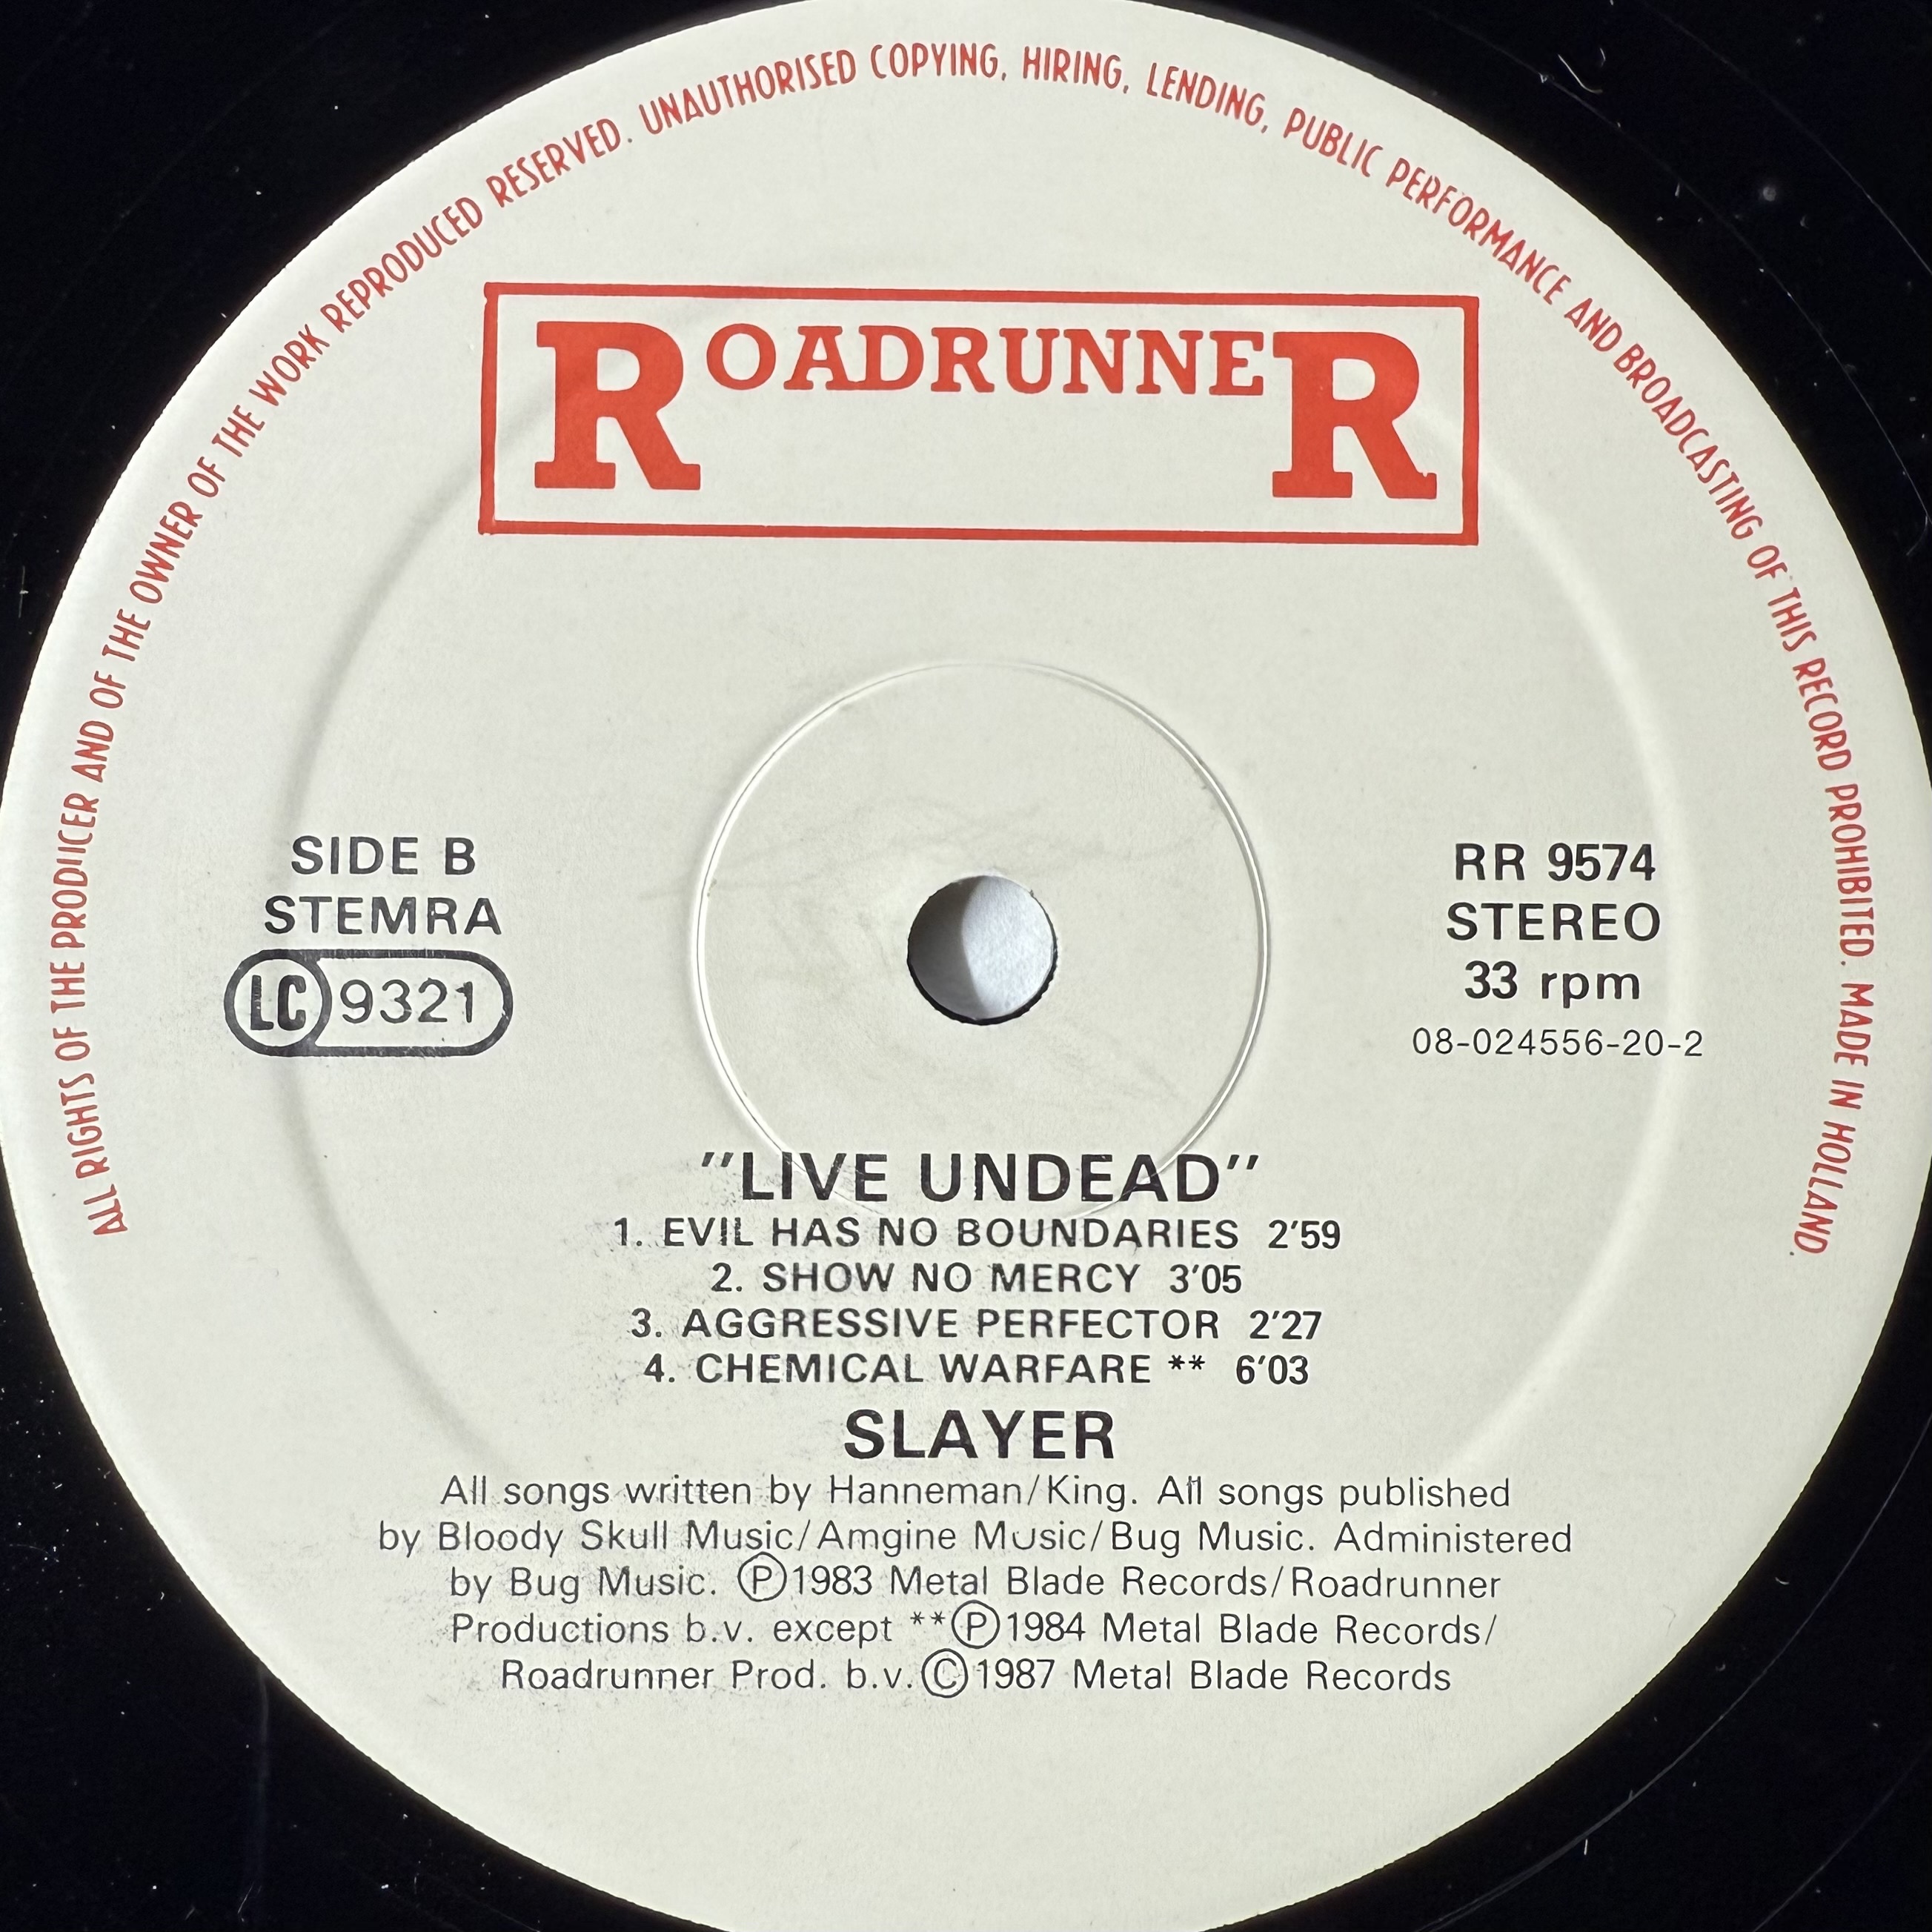 ALL RIGHTS OF THE PRODUCER AND OF THE OWNER OF THE WORK REPRODUCED RESERVED. UNAUTHORISED COPYING, HIRING, LENDING, PUBLIC PERFORMANCE AND BROADCASTING OF THIS RECORD PROHIBITED. MADE IN HOLLAND.
ROADRUNNER
SIDE B
STEMRA
LC 9321
RR 9574
STEREO
33 rpm
08-024556-20-2
"LIVE UNDEAD"
1. EVIL HAS NO BOUNDARIES 2'59
2. SHOW NO MERCY 3'05
3. AGGRESSIVE PERFECTOR 2'27
4. CHEMICAL WARFARE ** 6'03
SLAYER
All songs written by Hanneman/King. All songs published
by Bloody Skull Music/Amgine Music/Bug Music. Administered
by Bug Music. Ⓟ1983 Metal Blade Records/Roadrunner
Productions b.v. except **Ⓟ1984 Metal Blade Records/
Roadrunner Prod. b.v.©1987 Metal Blade Records